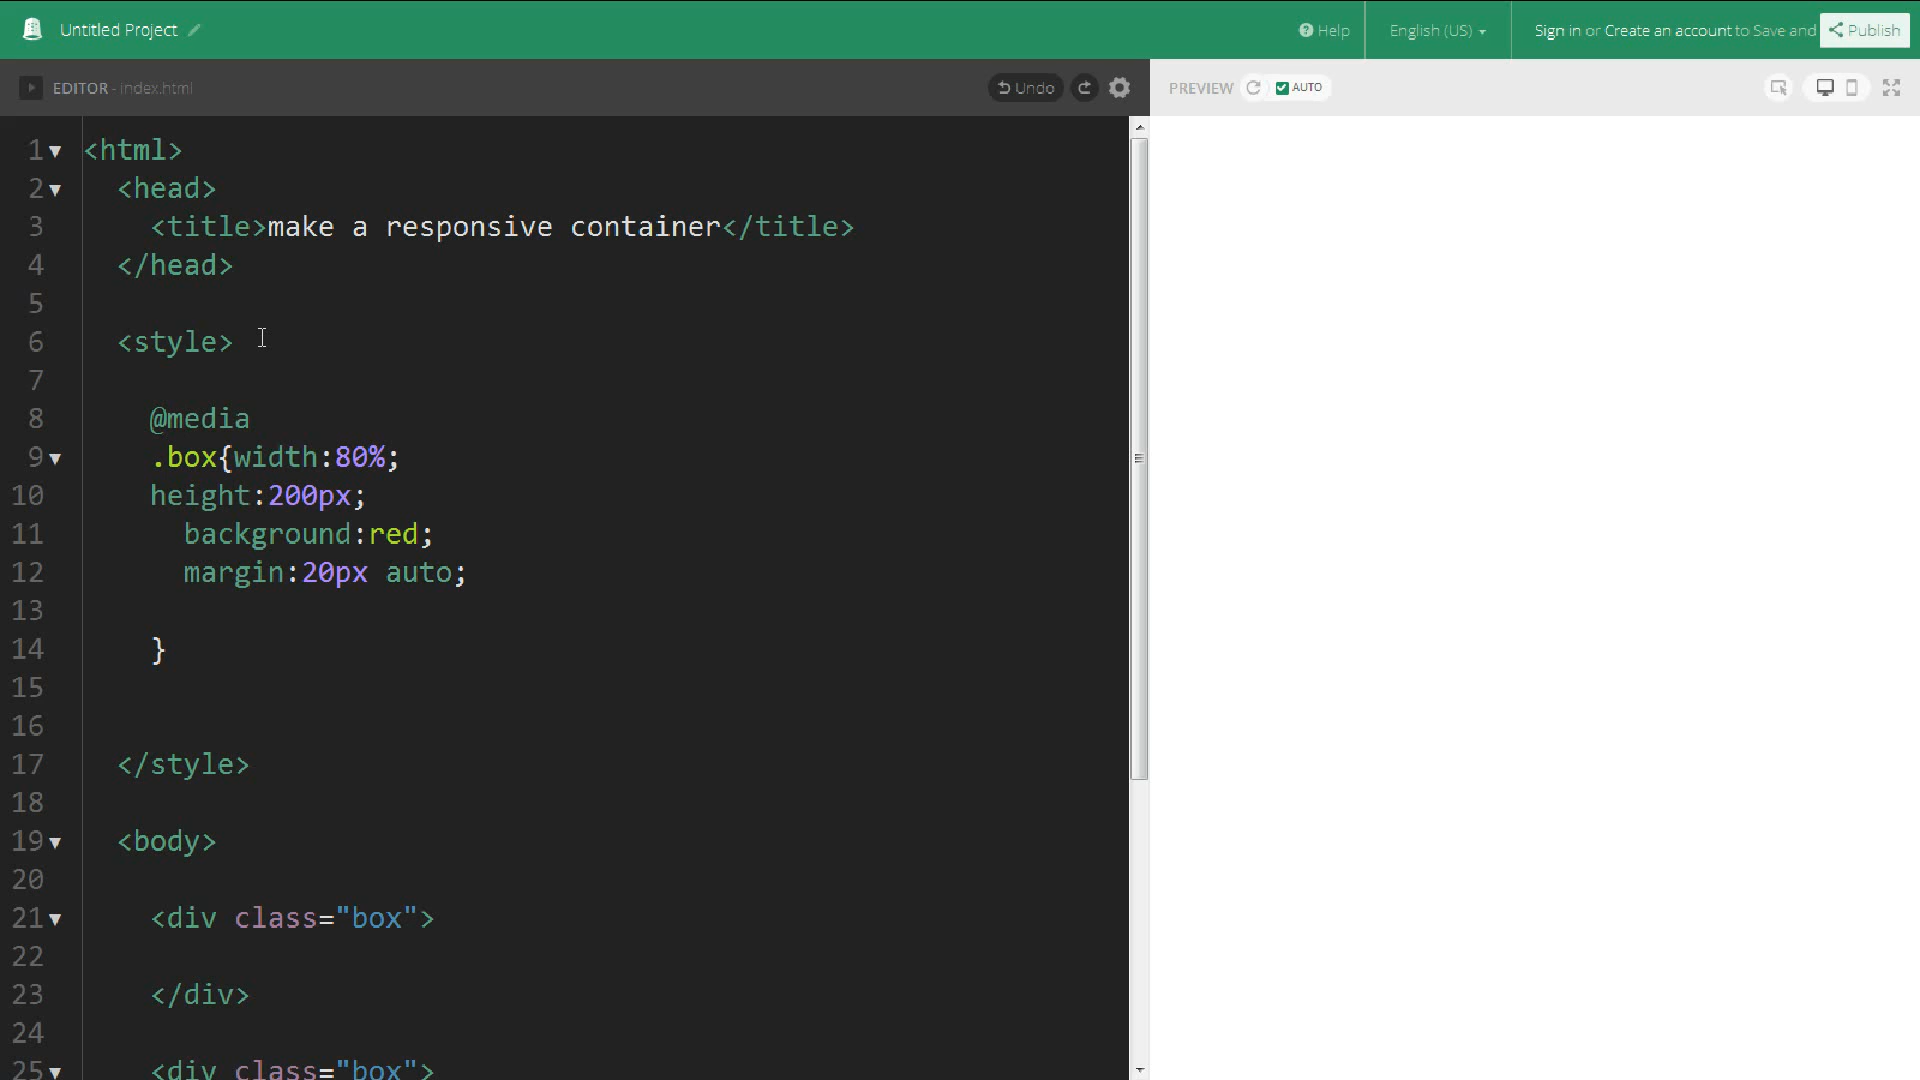 Untitled Project
Help
English (US)
Sign in or Create an account to Save and
Publish
EDITOR - index.html
Undo
PREVIEW
AUTO
1 <html>
2 <head>
3 <title>make a responsive container</title>
4 </head>
5
6 <style>
7
8 @media
9 .box{width:80%;
10 height:200px;
11 background:red;
12 margin:20px auto;
13
14 }
15
16
17 </style>
18
19 <body>
20
21 <div class="box">
22
23 </div>
24
25 <div class="box">